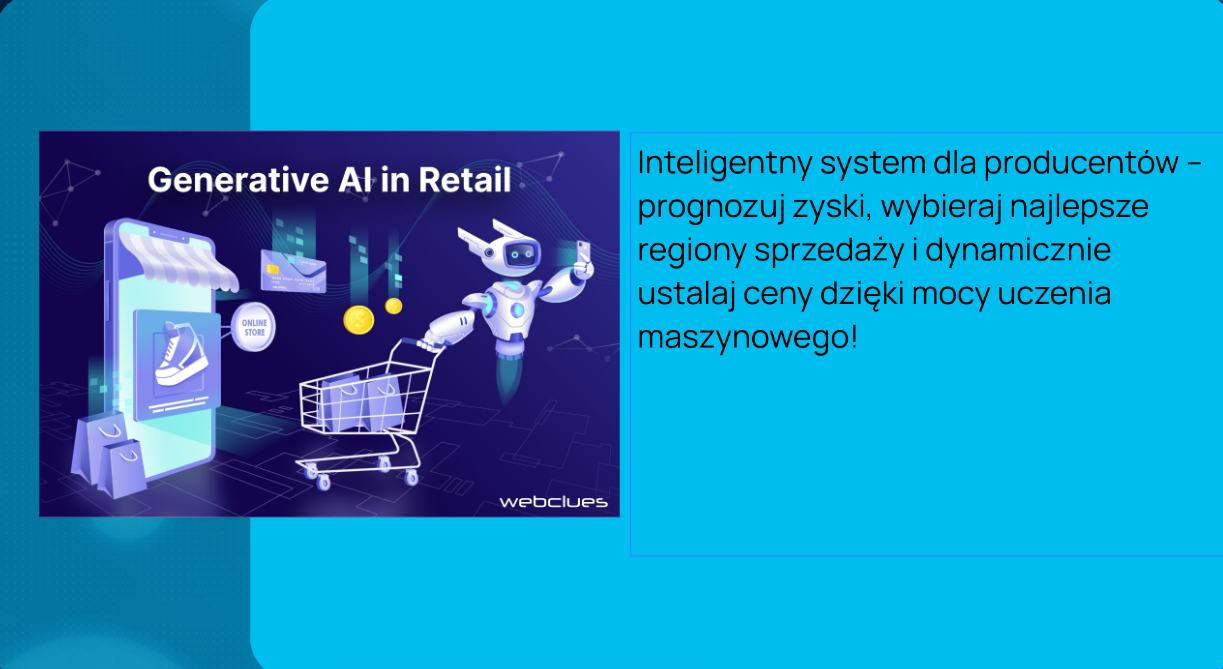 Generative AI in Retail
ONLINE
STORE
webclues
Inteligentny system dla producentów –
prognozuj zyski, wybieraj najlepsze
regiony sprzedaży i dynamicznie
ustalaj ceny dzięki mocy uczenia
maszynowego!